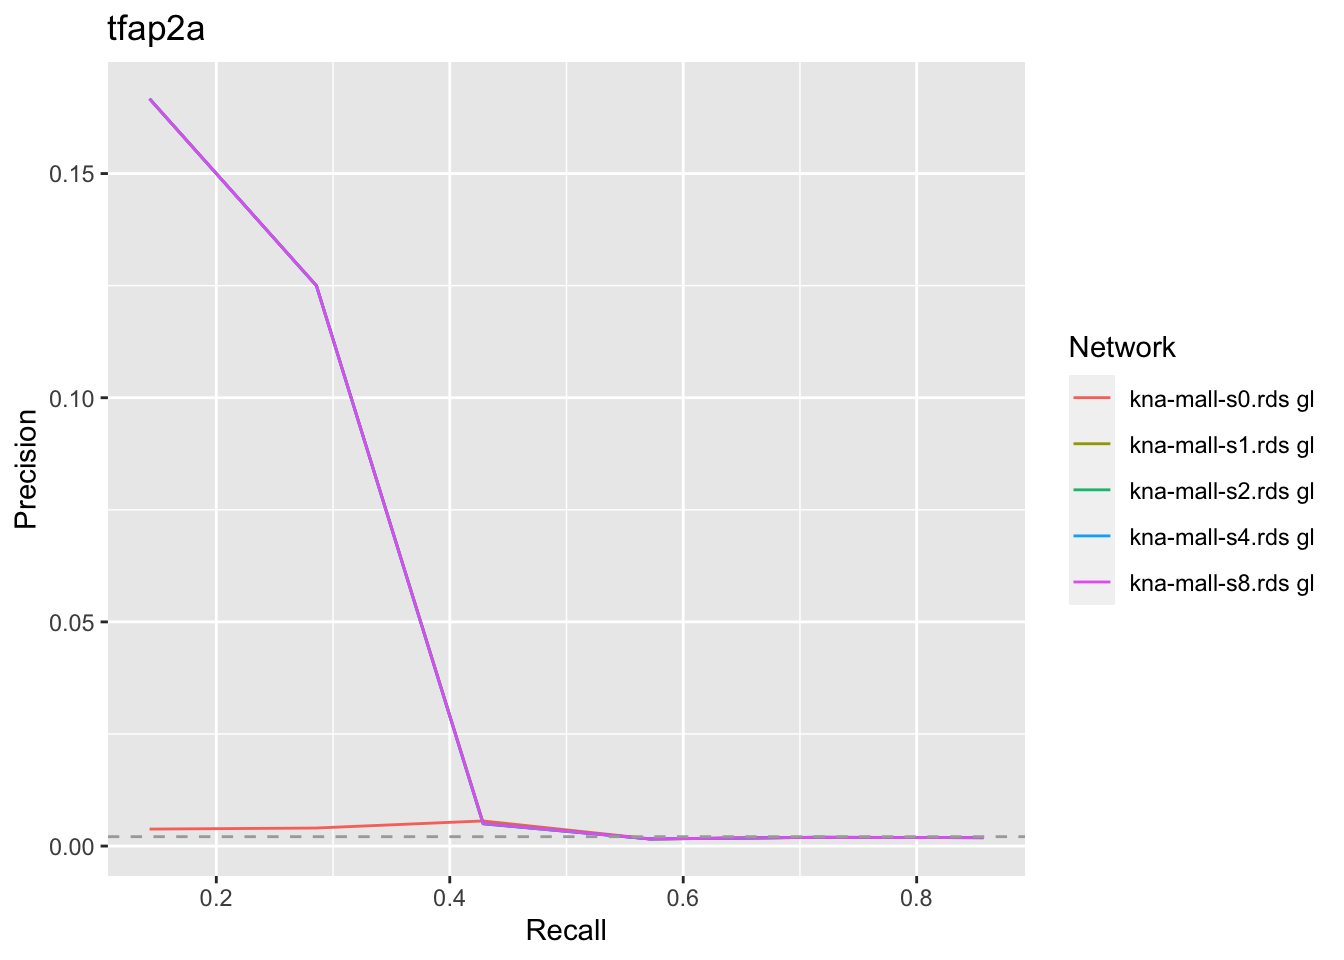 tfap2a
0.15
0.10
0.05
0.00
Precision
0.2 0.4 0.6 0.8
Recall
Network
kna-mall-s0.rds gl
kna-mall-s1.rds gl
kna-mall-s2.rds gl
kna-mall-s4.rds gl
kna-mall-s8.rds gl